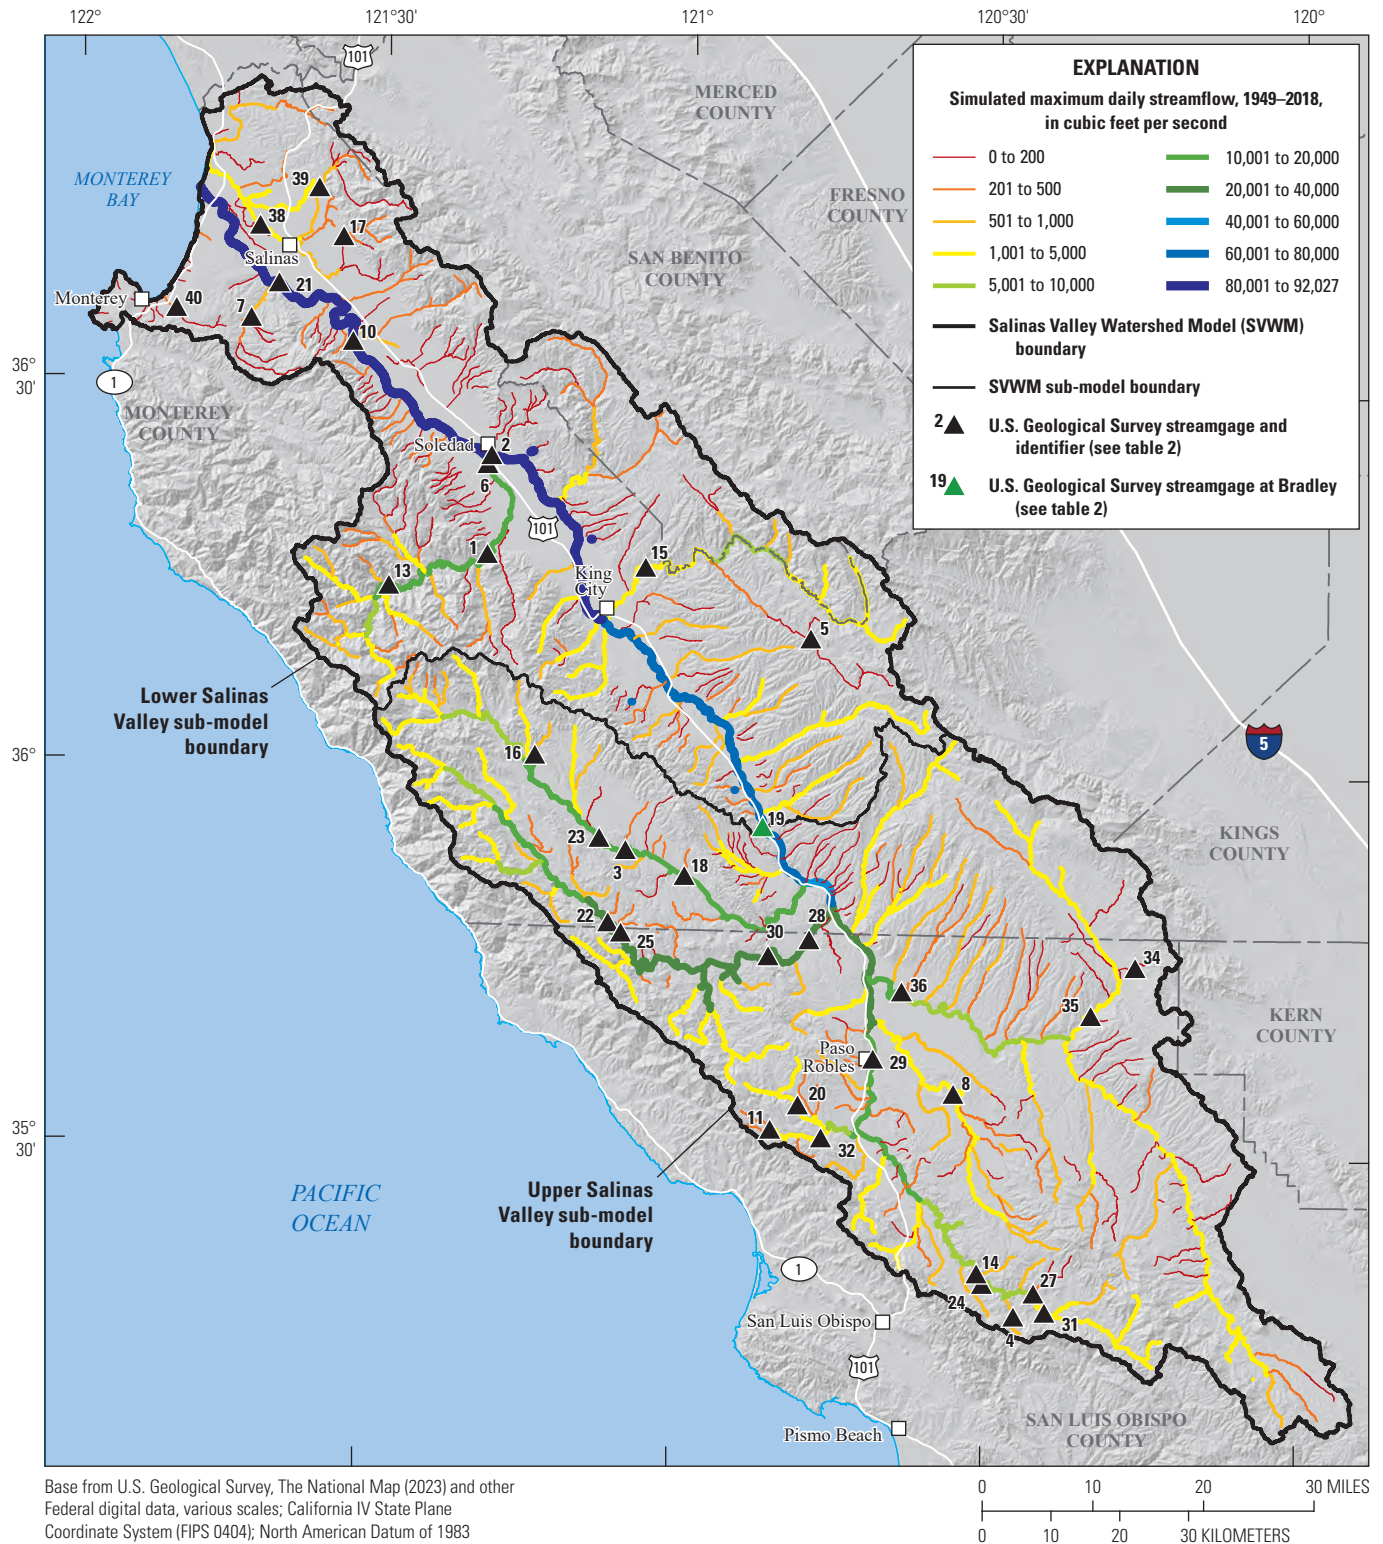 122°
121°30'
121°
120°30'
120°
101
MERCED
COUNTY
EXPLANATION
Simulated maximum daily streamflow, 1949–2018,
in cubic feet per second
0 to 200
201 to 500
501 to 1,000
1,001 to 5,000
5,001 to 10,000
10,001 to 20,000
20,001 to 40,000
40,001 to 60,000
60,001 to 80,000
80,001 to 92,027
Salinas Valley Watershed Model (SVWM)
boundary
SVWM sub-model boundary
2
U.S. Geological Survey streamgage and
identifier (see table 2)
19
U.S. Geological Survey streamgage at Bradley
(see table 2)
MONTEREY
BAY
39
FRESNO
COUNTY
38
17
Salinas
SAN BENITO
COUNTY
21
Monterey
40
7
10
36°
30'
1
MONTEREY
COUNTY
Soledad
2
6
101
1
15
13
King
City
5
Lower Salinas
Valley sub-model
boundary
36°
16
5
19
23
3
18
KINGS
COUNTY
22
25
30
28
34
36
35
KERN
COUNTY
Paso
Robles
29
8
20
11
32
35°
30'
PACIFIC
OCEAN
Upper Salinas
Valley sub-model
boundary
1
14
24
27
31
4
San Luis Obispo
101
SAN LUIS OBISPO
COUNTY
Pismo Beach
Base from U.S. Geological Survey, The National Map (2023) and other
Federal digital data, various scales; California IV State Plane
Coordinate System (FIPS 0404); North American Datum of 1983
0
10
20
30 MILES
0
10
20
30 KILOMETERS